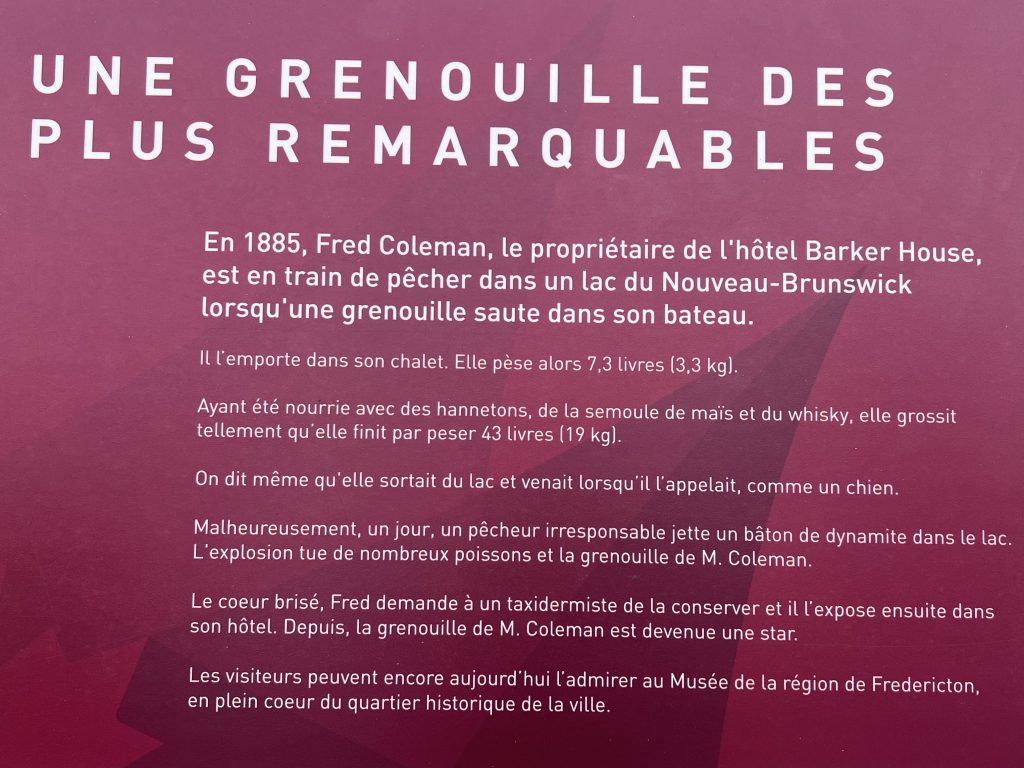 UNE GRENOUILLE DES
PLUS REMARQUABLES
En 1885, Fred Coleman, le propriétaire de l'hôtel Barker House,
est en train de pêcher dans un lac du Nouveau-Brunswick
lorsqu'une grenouille saute dans son bateau.
Il l'emporte dans son chalet. Elle pèse alors 7,3 livres (3,3 kg).
Ayant été nourrie avec des hannetons, de la semoule de maïs et du whisky, elle grossit
tellement qu'elle finit par peser 43 livres (19 kg).
On dit même qu'elle sortait du lac et venait lorsqu'il l'appelait, comme un chien.
Malheureusement, un jour, un pêcheur irresponsable jette un bâton de dynamite dans le lac.
L'explosion tue de nombreux poissons et la grenouille de M. Coleman.
Le coeur brisé, Fred demande à un taxidermiste de la conserver et il l'expose ensuite dans
son hôtel. Depuis, la grenouille de M. Coleman est devenue une star.
Les visiteurs peuvent encore aujourd'hui l'admirer au Musée de la région de Fredericton,
en plein coeur du quartier historique de la ville.